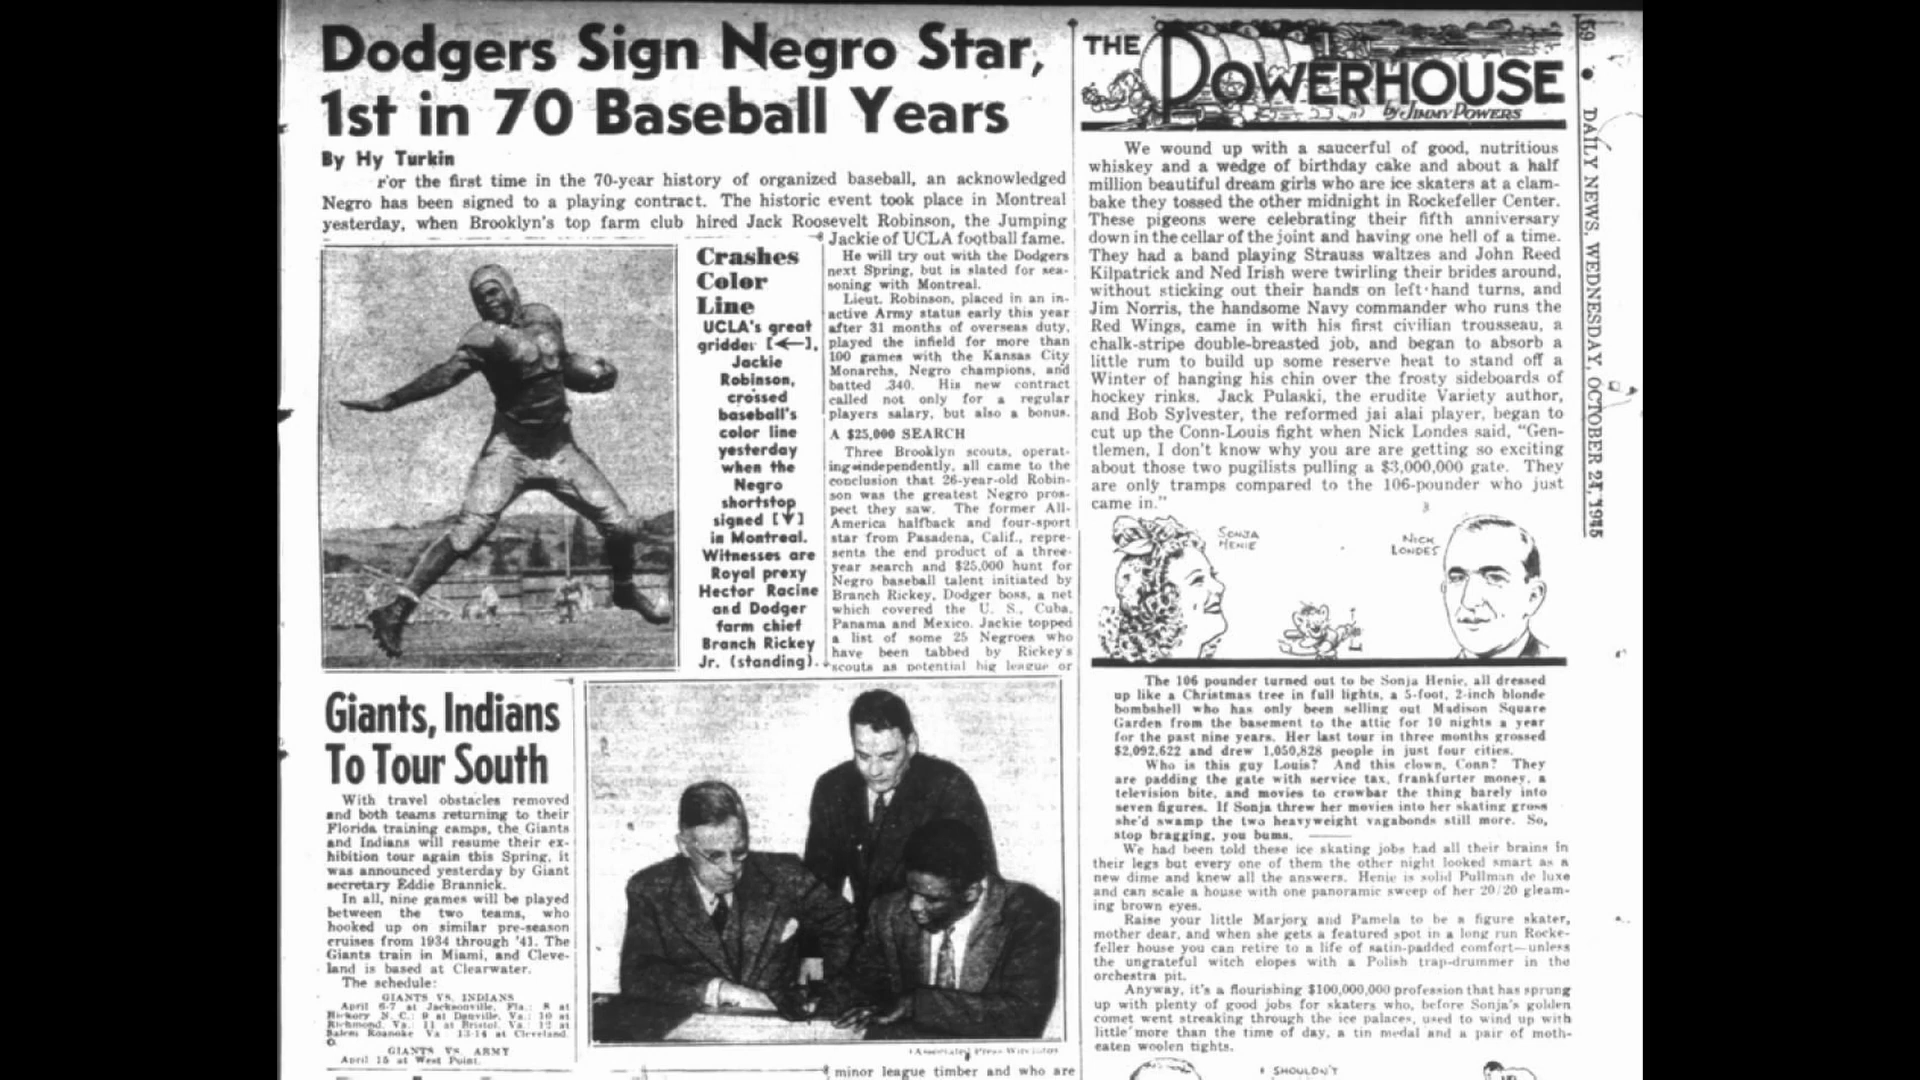 Dodgers Sign Negro Star,
1st in 70 Baseball Years
By Hy Turkin
For the first time in the 70-year history of organized baseball, an acknowledged
Negro has been signed to a playing contract. The historic event took place in Montreal
yesterday, when Brooklyn's top farm club hired Jack Roosevelt Robinson, the Jumping
Jackie of UCLA football fame.
He will try out with the Dodgers
next Spring, but is slated for sea-
soning with Montreal.
Lieut. Robinson, placed in an in-
active Army status early this year
after 31 months of overseas duty,
played the infield for more than
100 games with the Kansas City
Monarchs, Negro champions, and
batted .340. His new contract
called not only for a regular
players salary, but also a bonus.
A $25,000 SEARCH
Three Brooklyn scouts, operat-
ing independently, all came to the
conclusion that 26-year-old Robin-
son was the greatest Negro pros-
pect they saw. The former All-
America halfback and four-sport
star from Pasadena, Calif., repre-
sents the end product of a three-
year search and $25,000 hunt for
Negro baseball talent initiated by
Branch Rickey, Dodger boss, a net
which covered the U. S., Cuba,
Panama and Mexico. Jackie topped
a list of some 25 Negroes who
have been tabbed by Rickey's
scouts as potential big league or
minor league timber and who are
Crashes
Color
Line
UCLA's great
gridder [←],
Jackie
Robinson,
crossed
baseball's
color line
yesterday
when the
Negro
shortstop
signed [↓]
in Montreal.
Witnesses are
Royal prexy
Hector Racine
and Dodger
farm chief
Branch Rickey
Jr. (standing).
(Associated Press Wirefoto)
Giants, Indians
To Tour South
With travel obstacles removed
and both teams returning to their
Florida training camps, the Giants
and Indians will resume their ex-
hibition tour again this Spring, it
was announced yesterday by Giant
secretary Eddie Brannick.
In all, nine games will be played
between the two teams, who
hooked up on similar pre-season
cruises from 1934 through '41. The
Giants train in Miami, and Cleve-
land is based at Clearwater.
The schedule:
GIANTS VS. INDIANS
April 6-7 at Jacksonville, Fla.; 8 at
Hickory N. C.; 9 at Danville, Va.; 10 at
Richmond, Va.; 11 at Bristol, Va.; 12 at
Salem Roanoke Va 13-14 at Cleveland,
O.
GIANTS VS ARMY
April 15 at West Point.
THE POWERHOUSE
by JIMMY POWERS
We wound up with a saucerful of good, nutritious
whiskey and a wedge of birthday cake and about a half
million beautiful dream girls who are ice skaters at a clam-
bake they tossed the other midnight in Rockefeller Center.
These pigeons were celebrating their fifth anniversary
down in the cellar of the joint and having one hell of a time.
They had a band playing Strauss waltzes and John Reed
Kilpatrick and Ned Irish were twirling their brides around,
without sticking out their hands on left-hand turns, and
Jim Norris, the handsome Navy commander who runs the
Red Wings, came in with his first civilian trousseau, a
chalk-stripe double-breasted job, and began to absorb a
little rum to build up some reserve heat to stand off a
Winter of hanging his chin over the frosty sideboards of
hockey rinks. Jack Pulaski, the erudite Variety author,
and Bob Sylvester, the reformed jai alai player, began to
cut up the Conn-Louis fight when Nick Londes said, "Gen-
tlemen, I don't know why you are are getting so exciting
about those two pugilists pulling a $3,000,000 gate. They
are only tramps compared to the 106-pounder who just
came in."
SONJA
HENIE
NICK
LONDES
The 106 pounder turned out to be Sonja Henie, all dressed
up like a Christmas tree in full lights, a 5-foot, 2-inch blonde
bombshell who has only been selling out Madison Square
Garden from the basement to the attic for 10 nights a year
for the past nine years. Her last tour in three months grossed
$2,092,622 and drew 1,050,828 people in just four cities.
Who is this guy Louis? And this clown, Conn? They
are padding the gate with service tax, frankfurter money, a
television bite, and movies to crowbar the thing barely into
seven figures. If Sonja threw her movies into her skating gross
she'd swamp the two heavyweight vagabonds still more. So,
stop bragging, you bums.
We had been told these ice skating jobs had all their brains in
their legs but every one of them the other night looked smart as a
new dime and knew all the answers. Henie is solid Pullman de luxe
and can scale a house with one panoramic sweep of her 20/20 gleam-
ing brown eyes.
Raise your little Marjory and Pamela to be a figure skater,
mother dear, and when she gets a featured spot in a long run Rocke-
feller house you can retire to a life of satin-padded comfort—unless
the ungrateful witch elopes with a Polish trap-drummer in the
orchestra pit.
Anyway, it's a flourishing $100,000,000 profession that has sprung
up with plenty of good jobs for skaters who, before Sonja's golden
comet went streaking through the ice palaces, used to wind up with
little more than the time of day, a tin medal and a pair of moth-
eaten woolen tights.
I SHOULDN'T
69 • DAILY NEWS, WEDNESDAY, OCTOBER 24, 1945